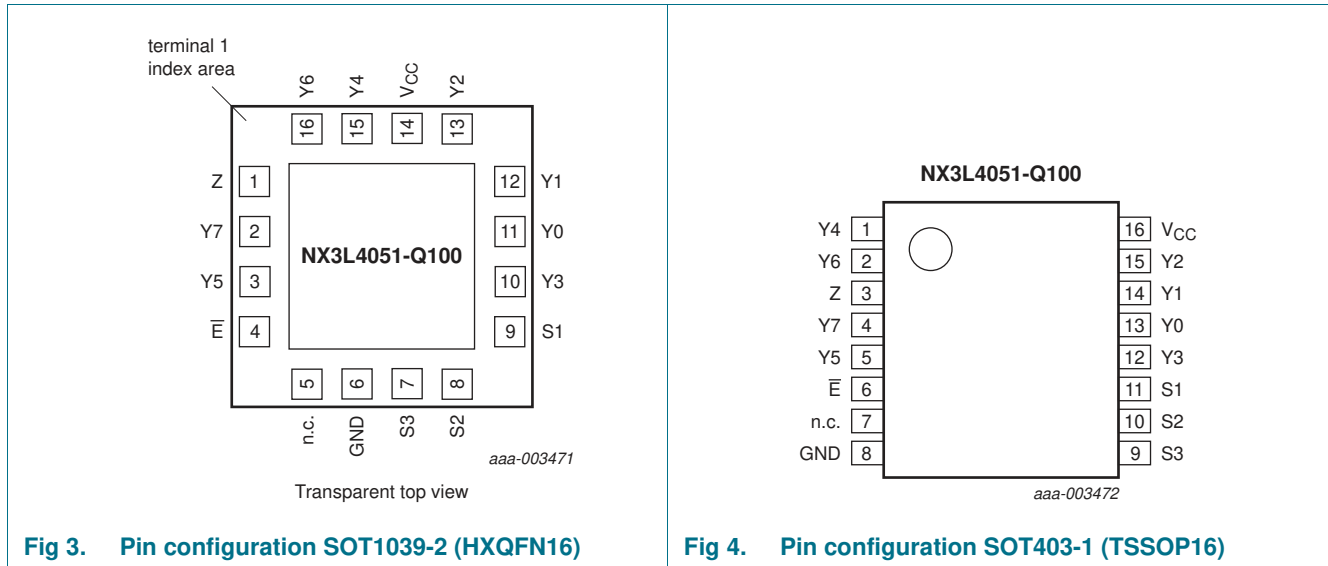 terminal 1
index area
Y6 Y4 VCC Y2
16 15 14 13
Z 1 12 Y1
Y7 2 11 Y0
NX3L4051-Q100
Y5 3 10 Y3
E̅ 4 9 S1
5 6 7 8
n.c. GND S3 S2
aaa-003471
Transparent top view
Fig 3. Pin configuration SOT1039-2 (HXQFN16)
NX3L4051-Q100
Y4 1 16 VCC
Y6 2 15 Y2
Z 3 14 Y1
Y7 4 13 Y0
Y5 5 12 Y3
E̅ 6 11 S1
n.c. 7 10 S2
GND 8 9 S3
aaa-003472
Fig 4. Pin configuration SOT403-1 (TSSOP16)